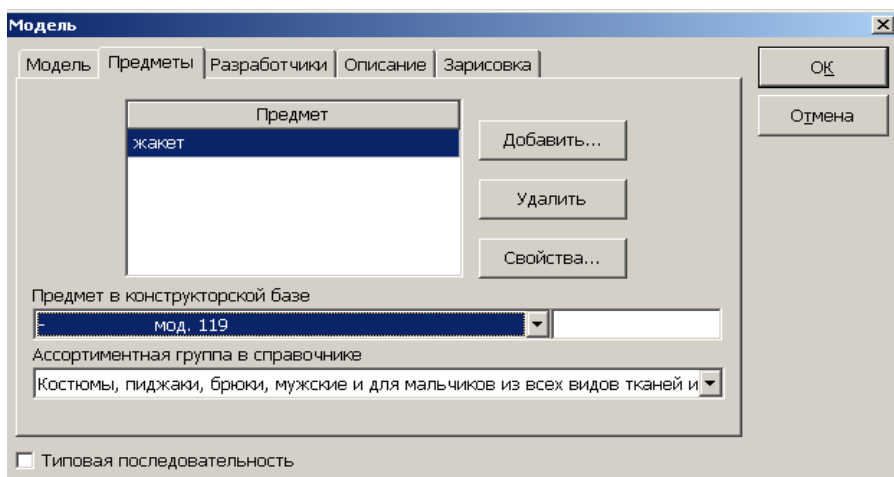 Модель
Модель Предметы Разработчики Описание Зарисовка
ОК
Отмена
Предмет
жакет
Добавить...
Удалить
Свойства...
Предмет в конструкторской базе
- мод. 119
Ассортиментная группа в справочнике
Костюмы, пиджаки, брюки, мужские и для мальчиков из всех видов тканей и
Типовая последовательность